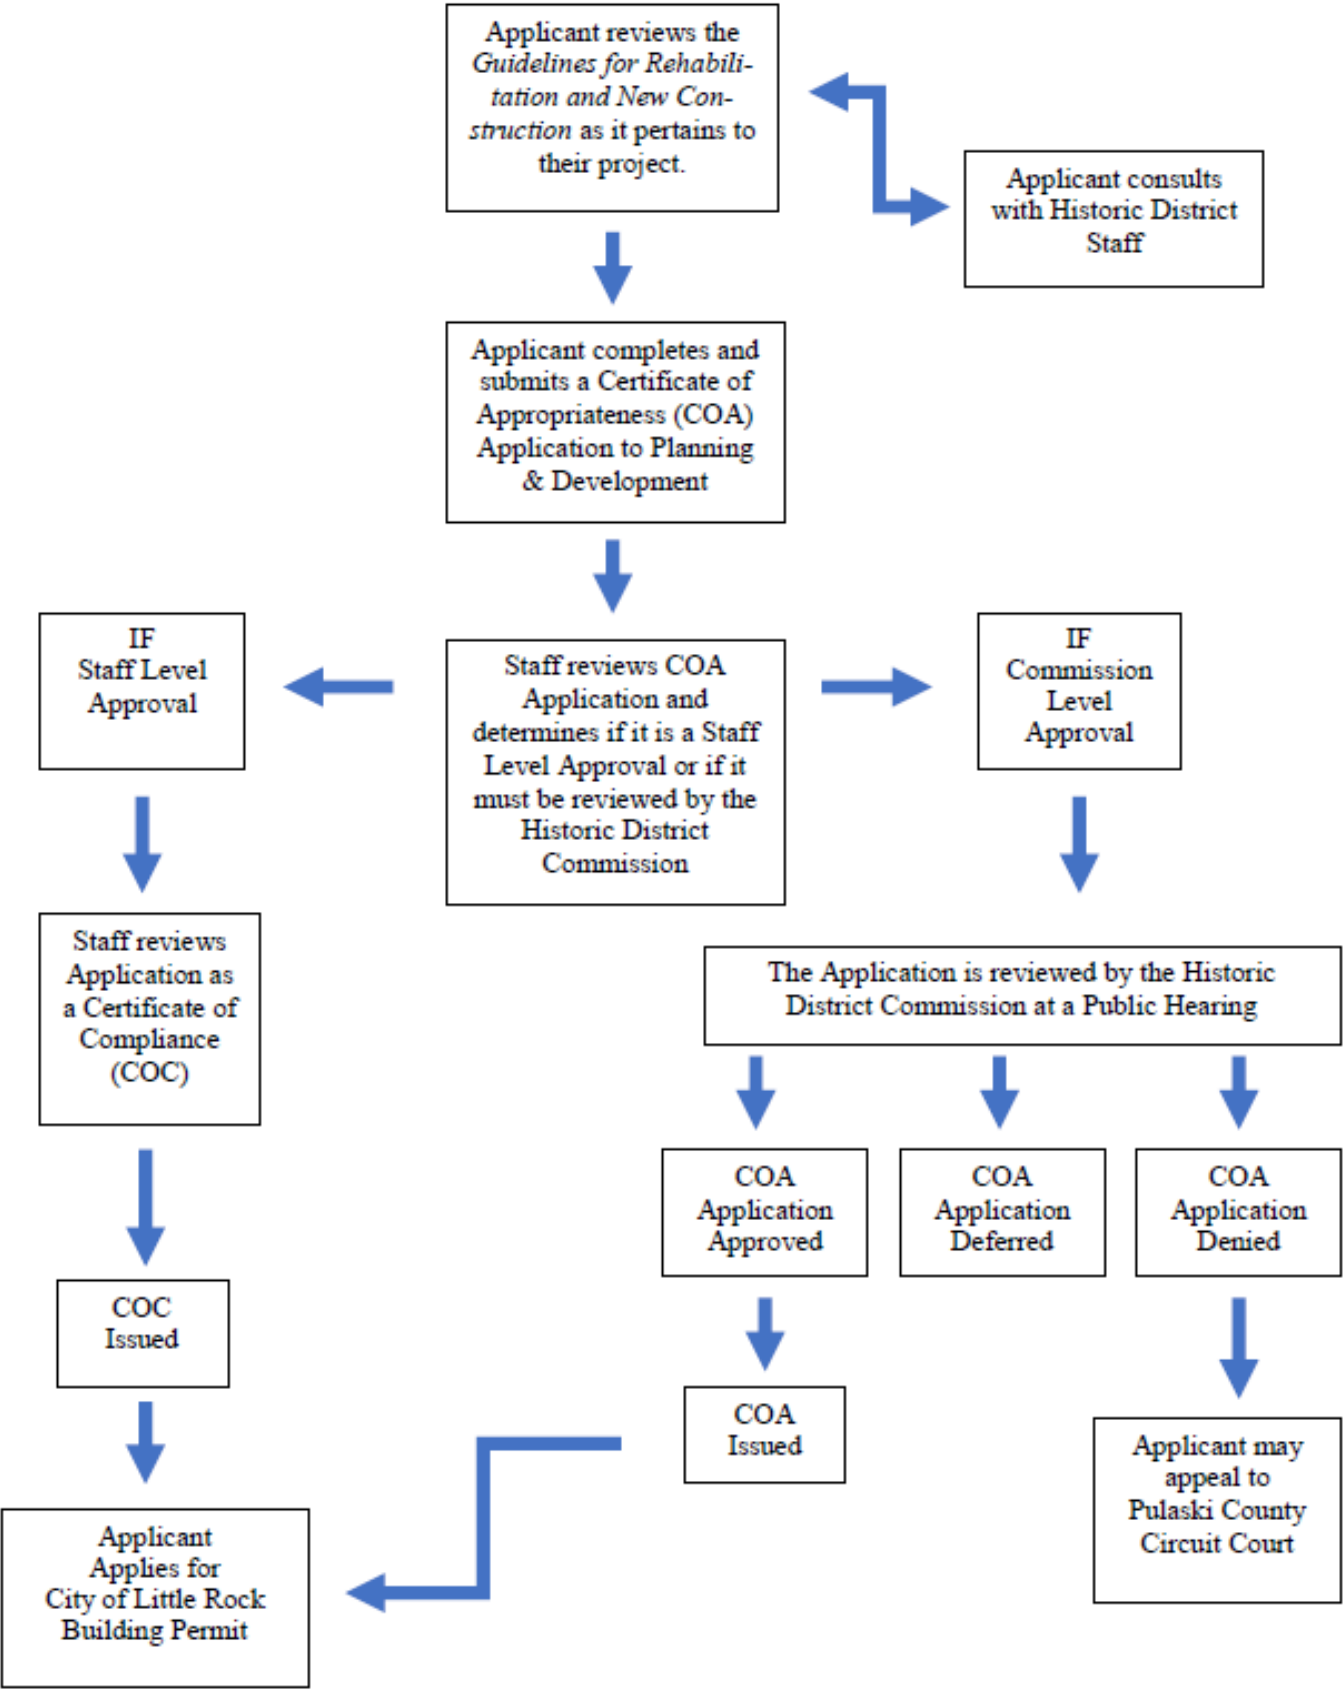 Applicant reviews the
Guidelines for Rehabili-
tation and New Con-
struction as it pertains to
their project.
Applicant consults
with Historic District
Staff
Applicant completes and
submits a Certificate of
Appropriateness (COA)
Application to Planning
& Development
IF
Staff Level
Approval
Staff reviews COA
Application and
determines if it is a Staff
Level Approval or if it
must be reviewed by the
Historic District
Commission
IF
Commission
Level
Approval
Staff reviews
Application as
a Certificate of
Compliance
(COC)
The Application is reviewed by the Historic
District Commission at a Public Hearing
COA
Application
Approved
COA
Application
Deferred
COA
Application
Denied
COC
Issued
COA
Issued
Applicant may
appeal to
Pulaski County
Circuit Court
Applicant
Applies for
City of Little Rock
Building Permit